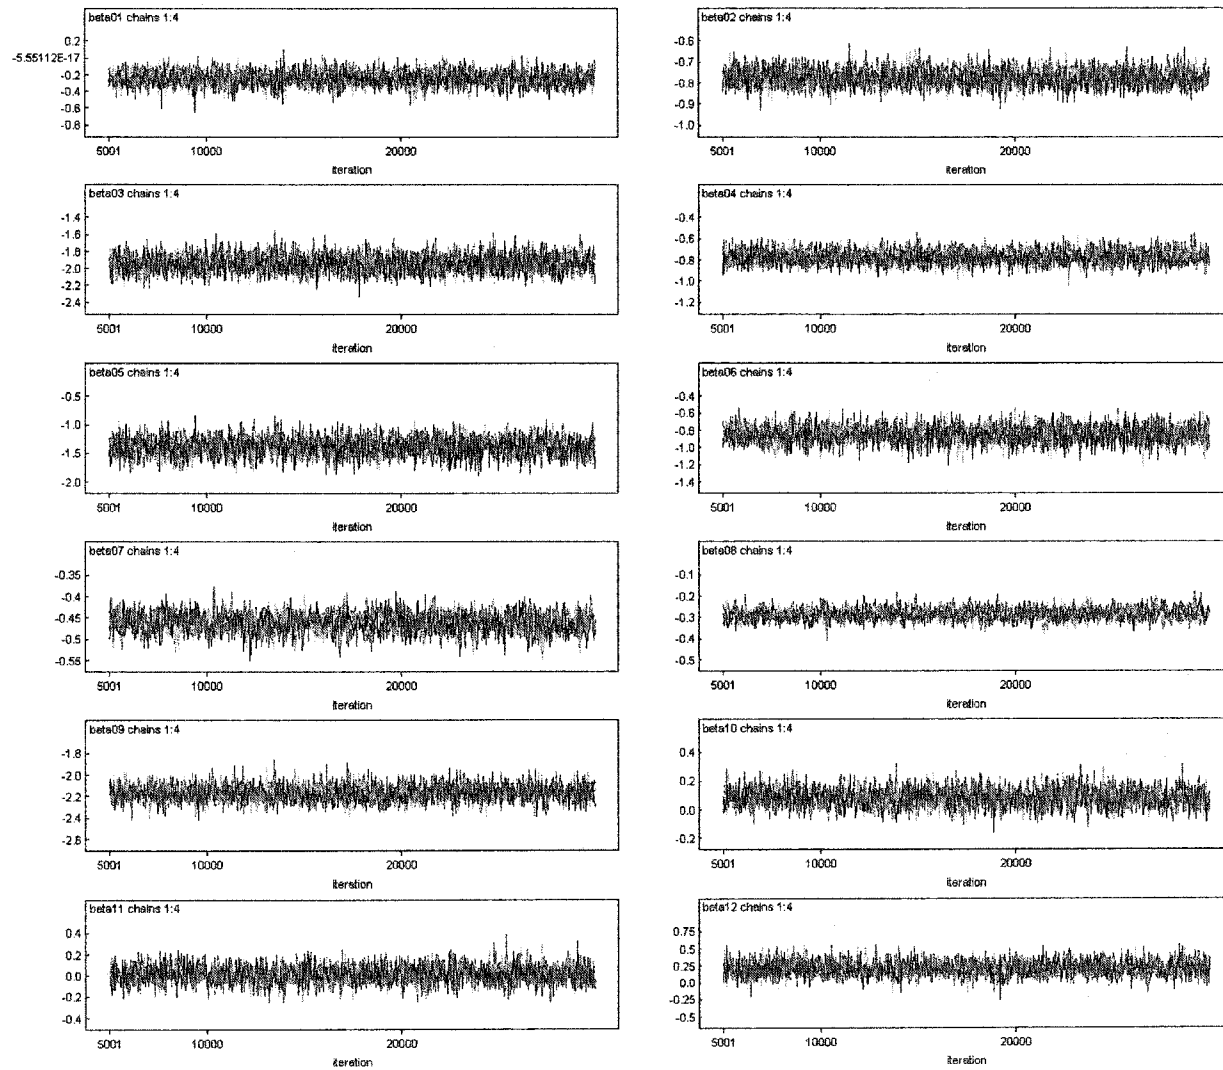 beta01 chains 1:4
0.2
-5.55112E-17
-0.2
-0.4
-0.6
-0.8
5001 10000 20000
iteration
beta02 chains 1:4
-0.6
-0.7
-0.8
-0.9
-1.0
5001 10000 20000
iteration
beta03 chains 1:4
-1.4
-1.6
-1.8
-2.0
-2.2
-2.4
5001 10000 20000
iteration
beta04 chains 1:4
-0.4
-0.6
-0.8
-1.0
-1.2
5001 10000 20000
iteration
beta05 chains 1:4
-0.5
-1.0
-1.5
-2.0
5001 10000 20000
iteration
beta06 chains 1:4
-0.4
-0.6
-0.8
-1.0
-1.2
-1.4
5001 10000 20000
iteration
beta07 chains 1:4
-0.35
-0.4
-0.45
-0.5
-0.55
5001 10000 20000
iteration
beta08 chains 1:4
-0.1
-0.2
-0.3
-0.4
-0.5
5001 10000 20000
iteration
beta09 chains 1:4
-1.8
-2.0
-2.2
-2.4
-2.6
5001 10000 20000
iteration
beta10 chains 1:4
0.4
0.2
0.0
-0.2
5001 10000 20000
iteration
beta11 chains 1:4
0.4
0.2
0.0
-0.2
-0.4
5001 10000 20000
iteration
beta12 chains 1:4
0.75
0.5
0.25
0.0
-0.25
-0.5
5001 10000 20000
iteration